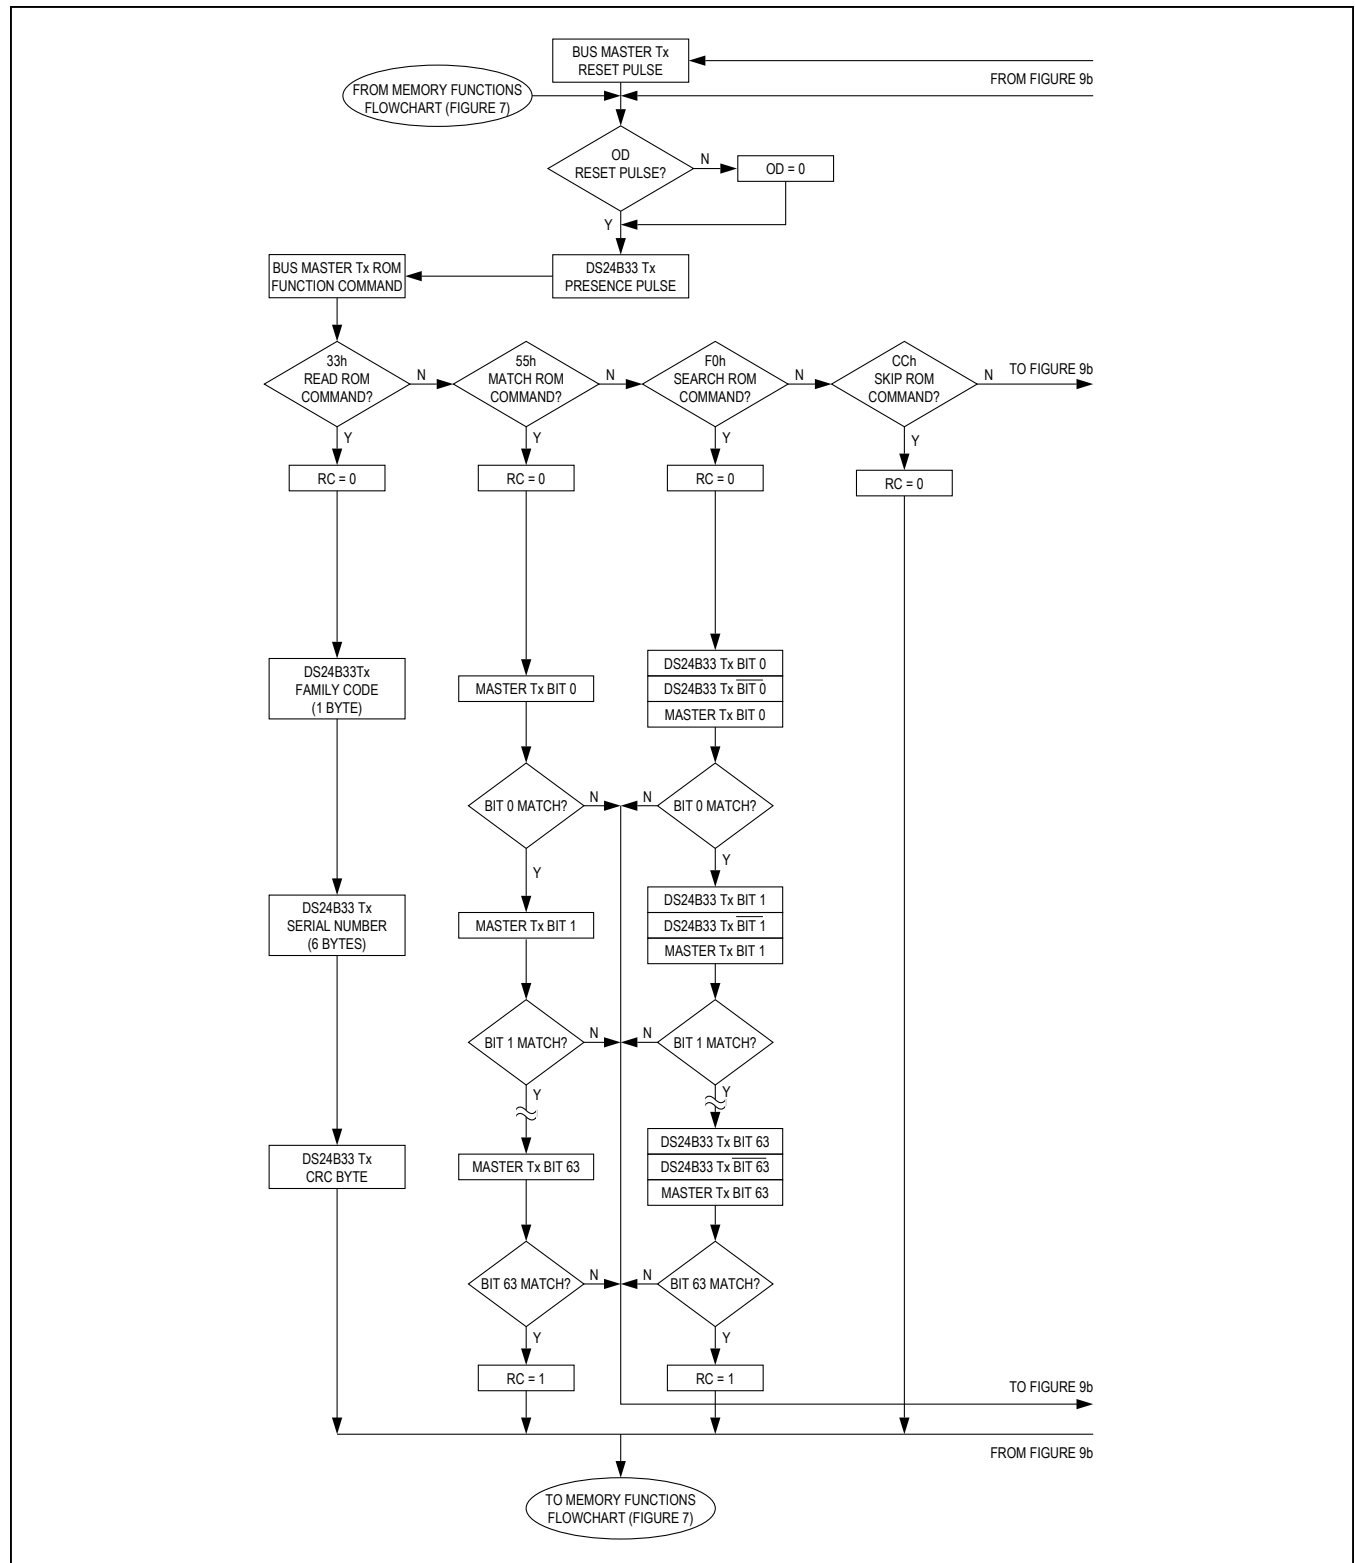 BUS MASTER Tx
RESET PULSE
FROM FIGURE 9b
FROM MEMORY FUNCTIONS
FLOWCHART (FIGURE 7)
OD
RESET PULSE?
N
OD = 0
Y
BUS MASTER Tx ROM
FUNCTION COMMAND
DS24B33 Tx
PRESENCE PULSE
33h
READ ROM
COMMAND?
N
55h
MATCH ROM
COMMAND?
N
F0h
SEARCH ROM
COMMAND?
N
CCh
SKIP ROM
COMMAND?
N
TO FIGURE 9b
Y
Y
Y
Y
RC = 0
RC = 0
RC = 0
RC = 0
DS24B33Tx
FAMILY CODE
(1 BYTE)
MASTER Tx BIT 0
DS24B33 Tx BIT 0
DS24B33 Tx B̅I̅T̅ ̅0̅
MASTER Tx BIT 0
BIT 0 MATCH?
N
N
BIT 0 MATCH?
Y
Y
DS24B33 Tx
SERIAL NUMBER
(6 BYTES)
MASTER Tx BIT 1
DS24B33 Tx BIT 1
DS24B33 Tx B̅I̅T̅ ̅1̅
MASTER Tx BIT 1
BIT 1 MATCH?
N
N
BIT 1 MATCH?
Y
Y
DS24B33 Tx
CRC BYTE
MASTER Tx BIT 63
DS24B33 Tx BIT 63
DS24B33 Tx B̅I̅T̅ ̅6̅3̅
MASTER Tx BIT 63
BIT 63 MATCH?
N
N
BIT 63 MATCH?
Y
Y
RC = 1
RC = 1
TO FIGURE 9b
FROM FIGURE 9b
TO MEMORY FUNCTIONS
FLOWCHART (FIGURE 7)